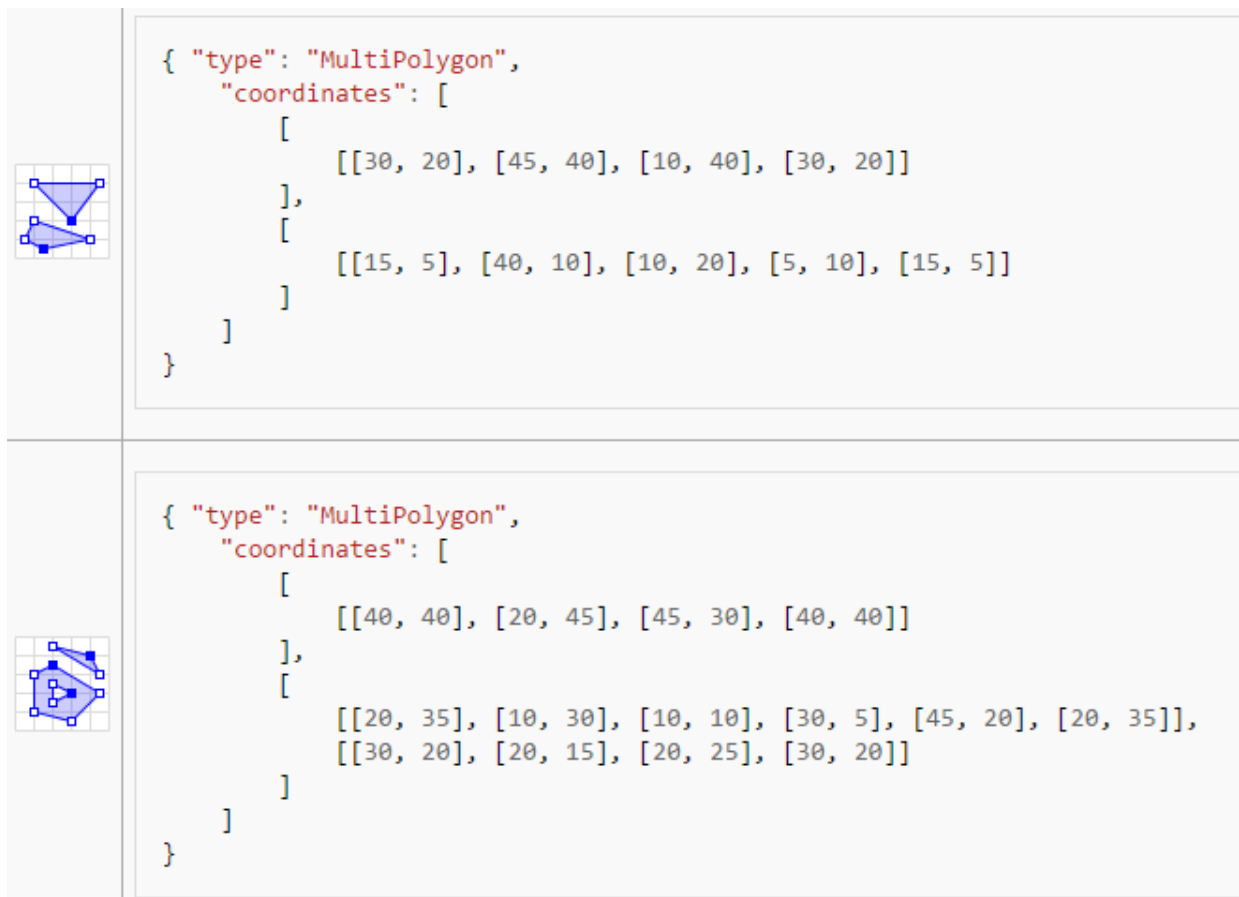 { "type": "MultiPolygon",
    "coordinates": [
        [
            [[30, 20], [45, 40], [10, 40], [30, 20]]
        ],
        [
            [[15, 5], [40, 10], [10, 20], [5, 10], [15, 5]]
        ]
    ]
}
{ "type": "MultiPolygon",
    "coordinates": [
        [
            [[40, 40], [20, 45], [45, 30], [40, 40]]
        ],
        [
            [[20, 35], [10, 30], [10, 10], [30, 5], [45, 20], [20, 35]],
            [[30, 20], [20, 15], [20, 25], [30, 20]]
        ]
    ]
}